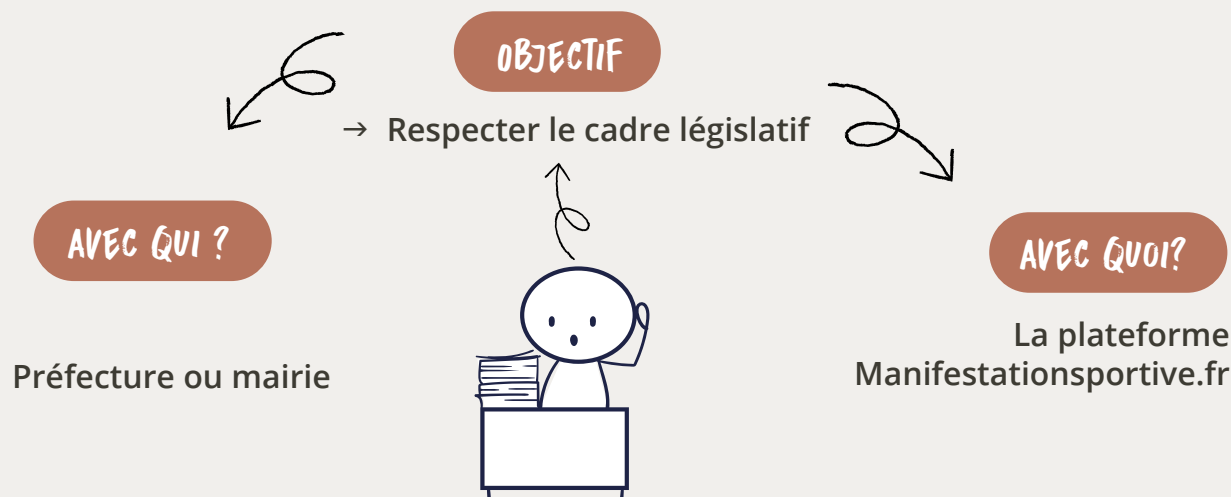 OBJECTIF
→ Respecter le cadre législatif
AVEC QUI ?
Préfecture ou mairie
AVEC QUOI?
La plateforme
Manifestationsportive.fr